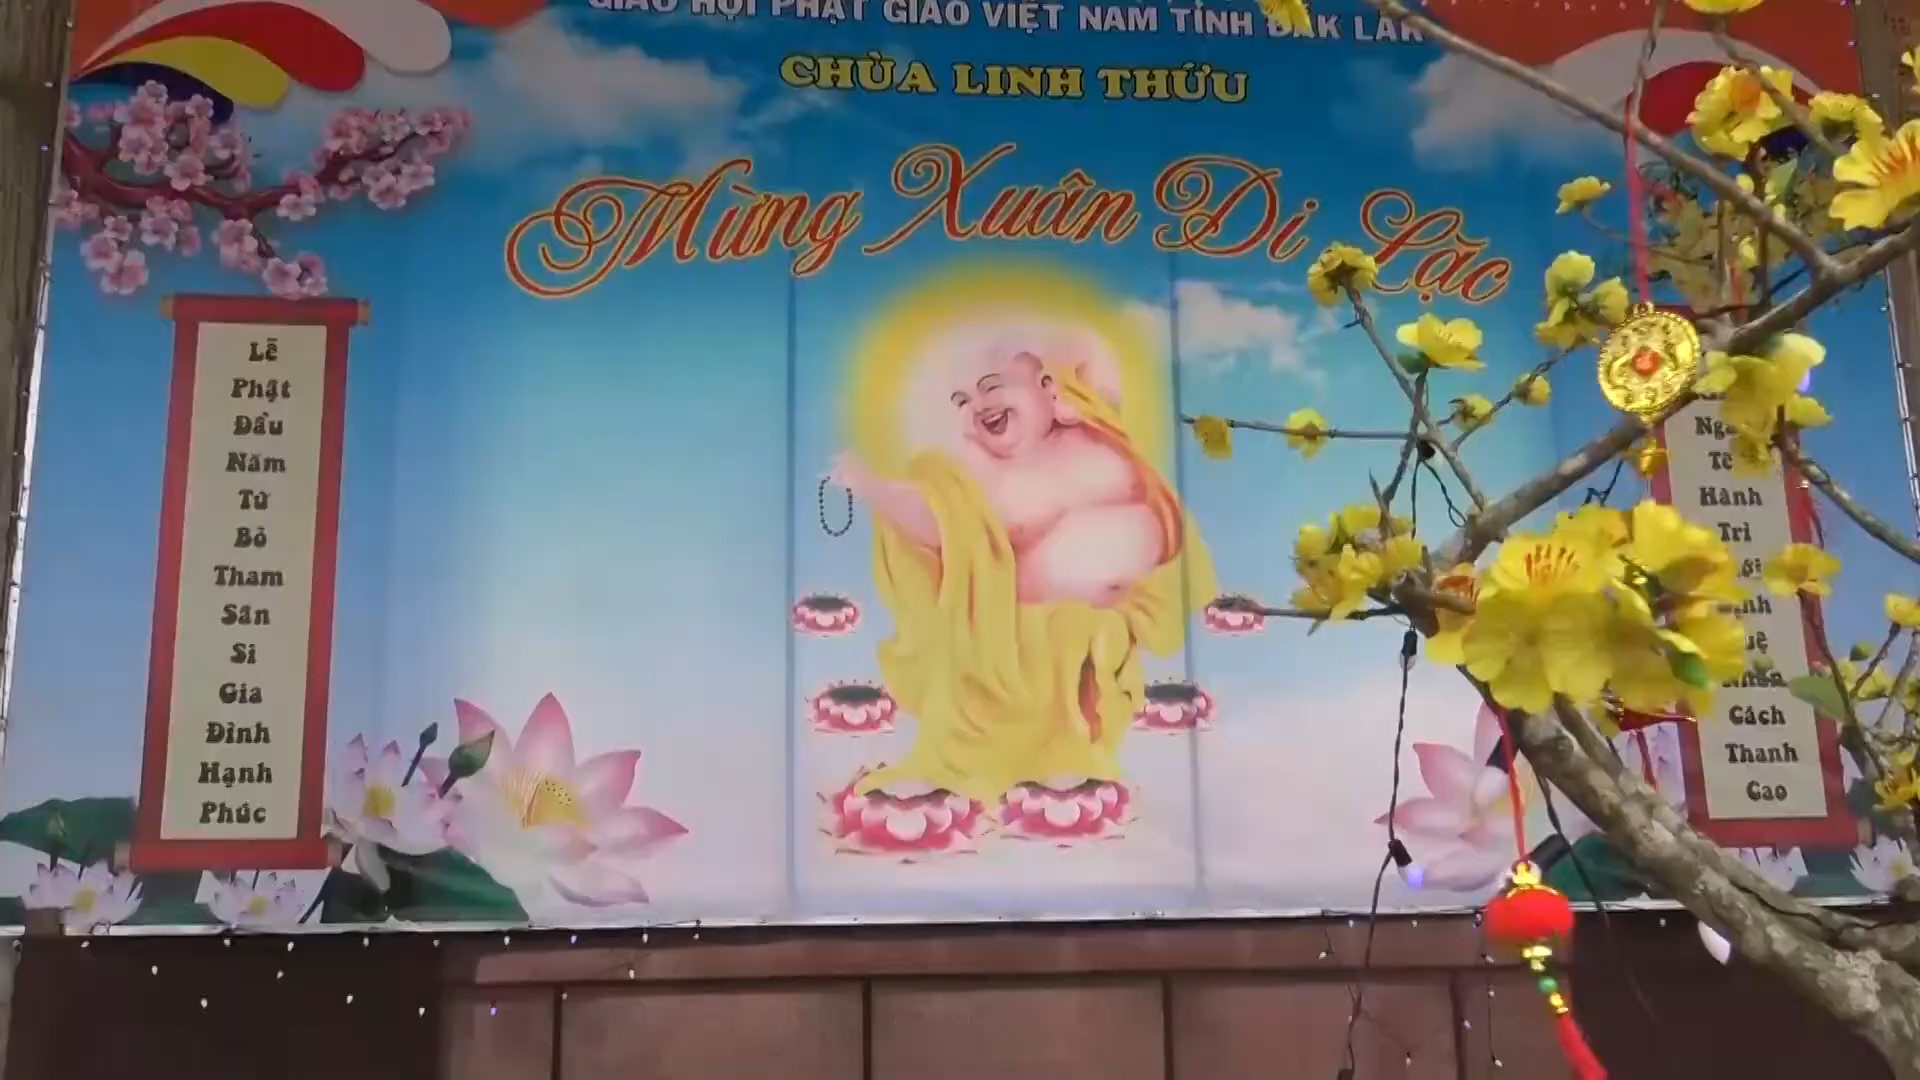 GIÁO HỘI PHẬT GIÁO VIỆT NAM TỈNH ĐẮK LẮK
CHÙA LINH THỨU
Mừng Xuân Di Lặc
Lễ
Phật
Đầu
Năm
Từ
Bỏ
Tham
Sân
Si
Gia
Đình
Hạnh
Phúc
Tê
Hành
Trì
Cách
Thanh
Cao